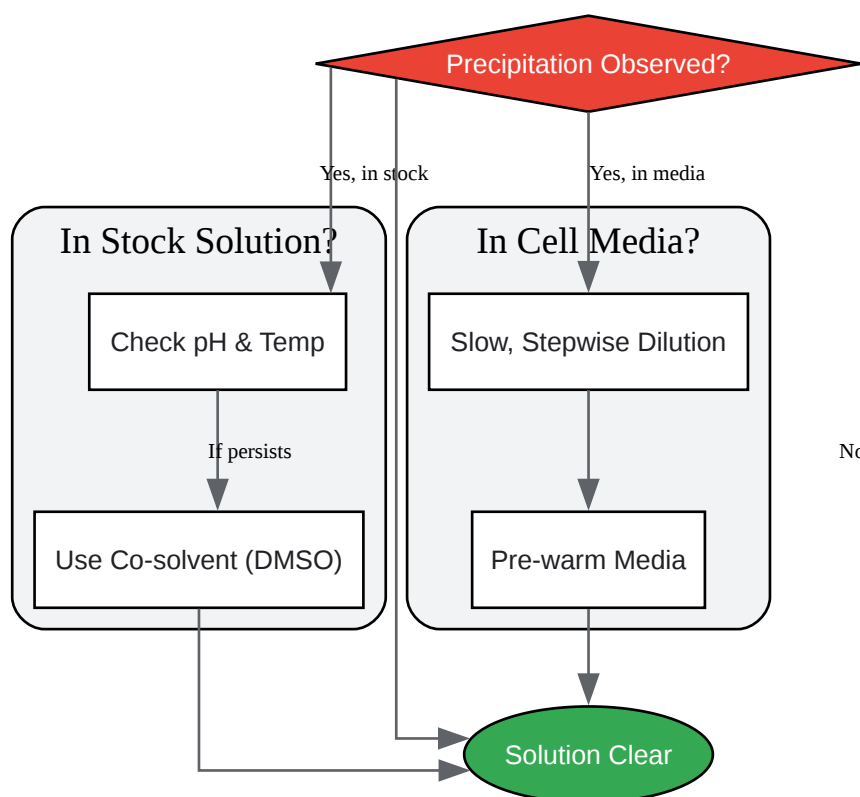 Precipitation Observed?
Yes, in stock
Yes, in media
In Stock Solution?
In Cell Media?
Check pH & Temp
Slow, Stepwise Dilution
If persists
No
Use Co-solvent (DMSO)
Pre-warm Media
Solution Clear